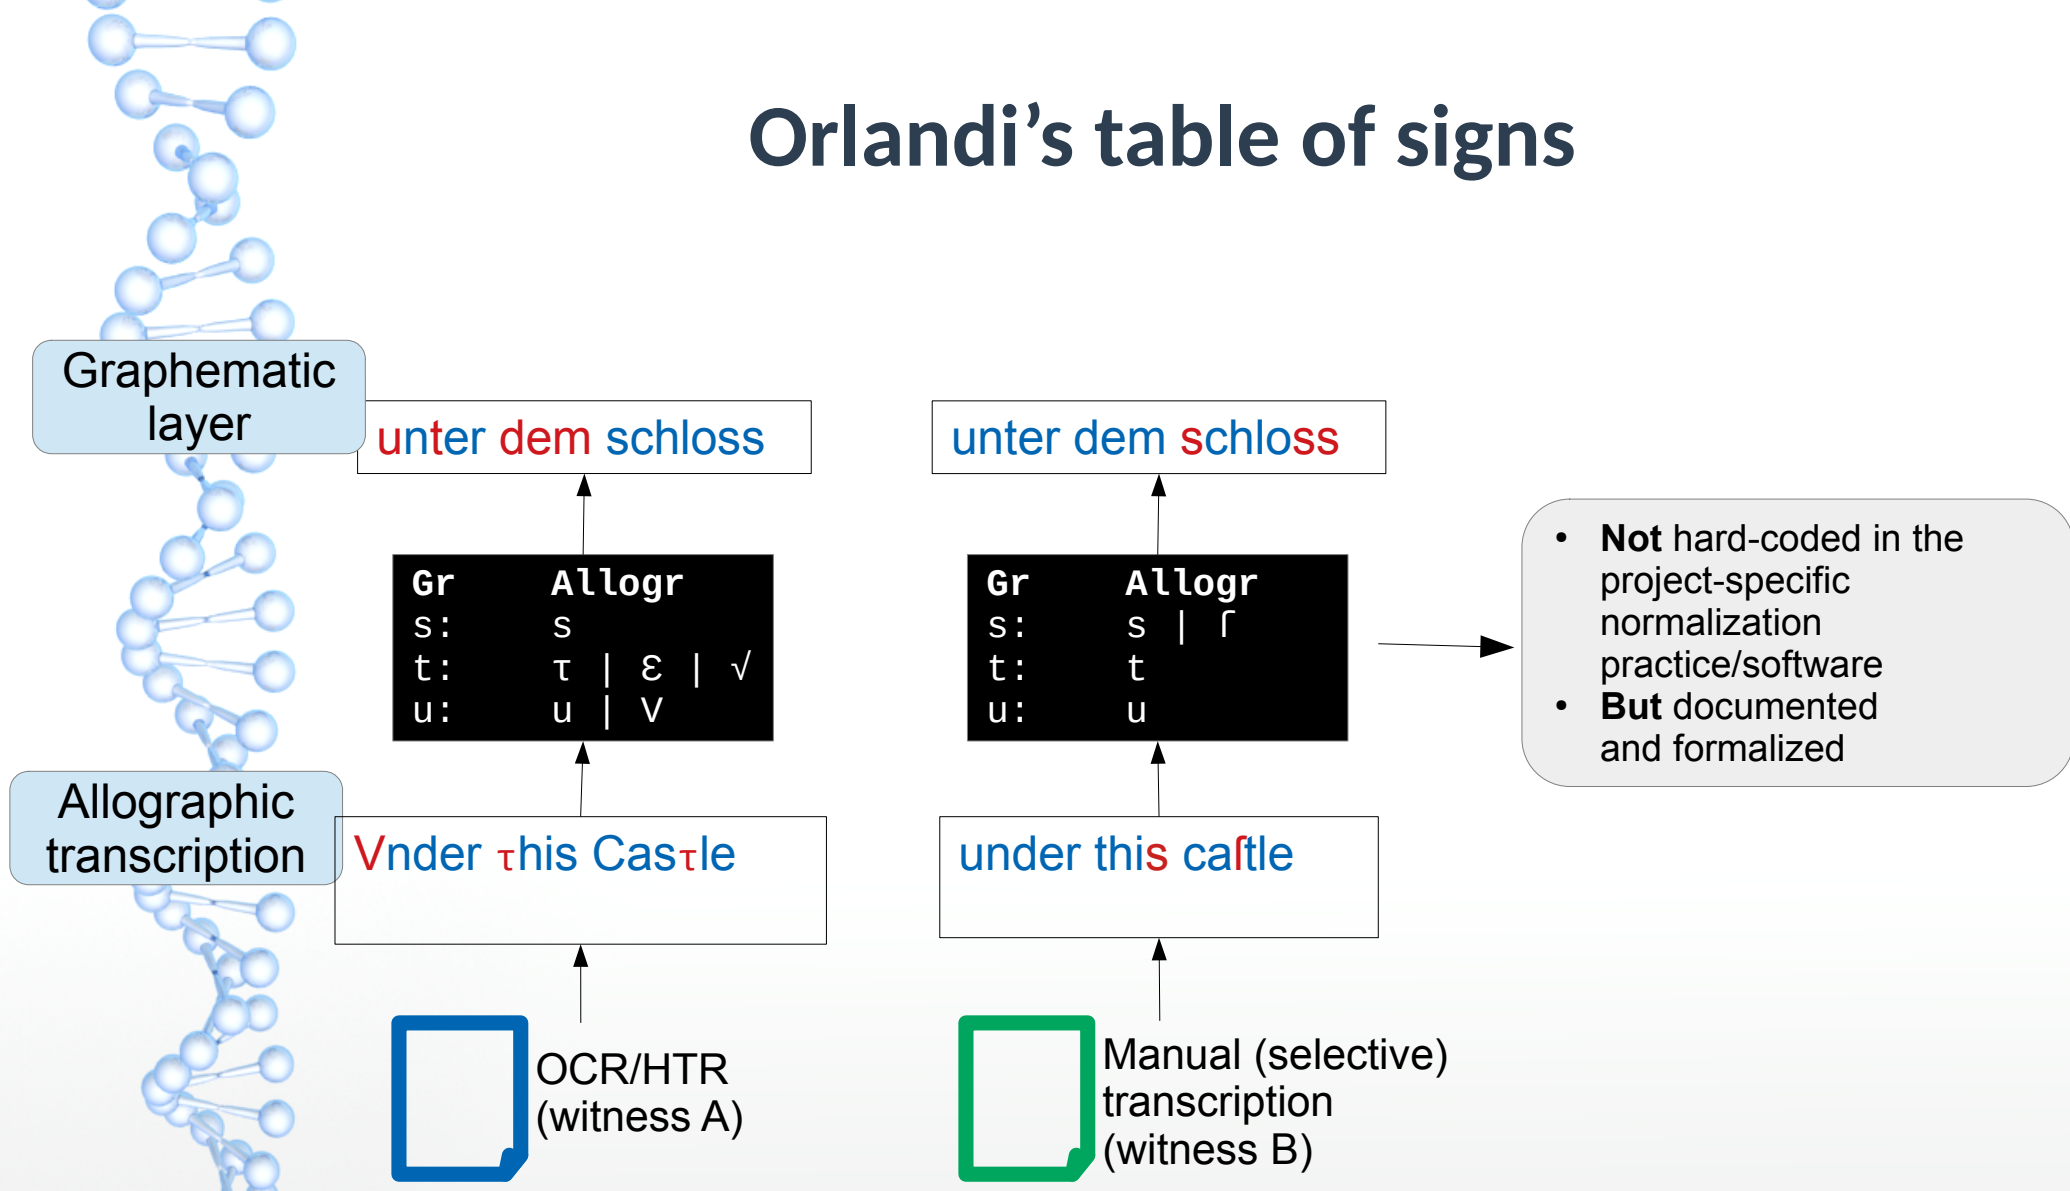 Orlandi’s table of signs
Graphematic
layer
unter dem schloss
unter dem schloss
Gr Allogr
s: s
t: τ | Ɛ | √
u: u | V
Gr Allogr
s: s | ſ
t: t
u: u
• Not hard-coded in the
project-specific
normalization
practice/software
• But documented
and formalized
Allographic
transcription
Vnder τhis Casτle
under this caſtle
OCR/HTR
(witness A)
Manual (selective)
transcription
(witness B)